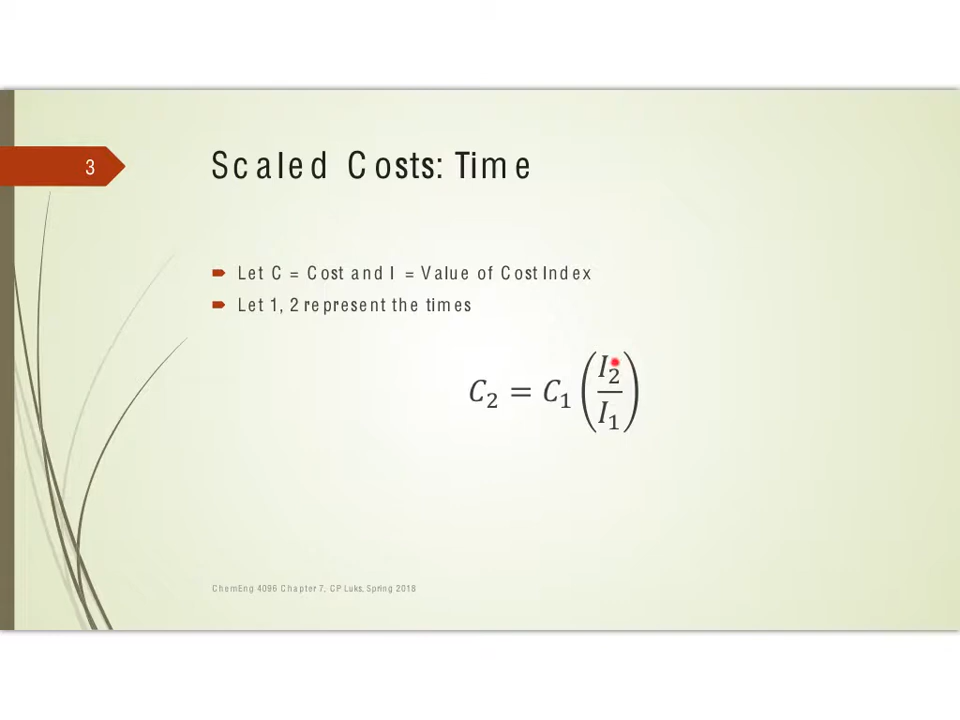 3
Scaled Costs: Time
Let C = Cost and I = Value of Cost Index
Let 1, 2 represent the times
C₂ = C₁ (I₂/I₁)
ChemEng 4096 Chapter 7, CP Luks, Spring 2018